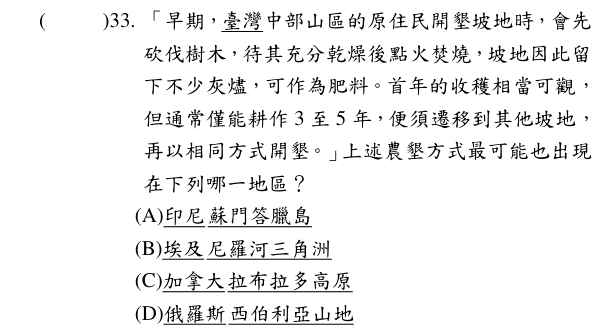 (　　)33. 「早期，臺灣中部山區的原住民開墾坡地時，會先
砍伐樹木，待其充分乾燥後點火焚燒，坡地因此留
下不少灰燼，可作為肥料。首年的收穫相當可觀，
但通常僅能耕作 3 至 5 年，便須遷移到其他坡地，
再以相同方式開墾。」上述農墾方式最可能也出現
在下列哪一地區？
(A)印尼蘇門答臘島
(B)埃及尼羅河三角洲
(C)加拿大拉布拉多高原
(D)俄羅斯西伯利亞山地